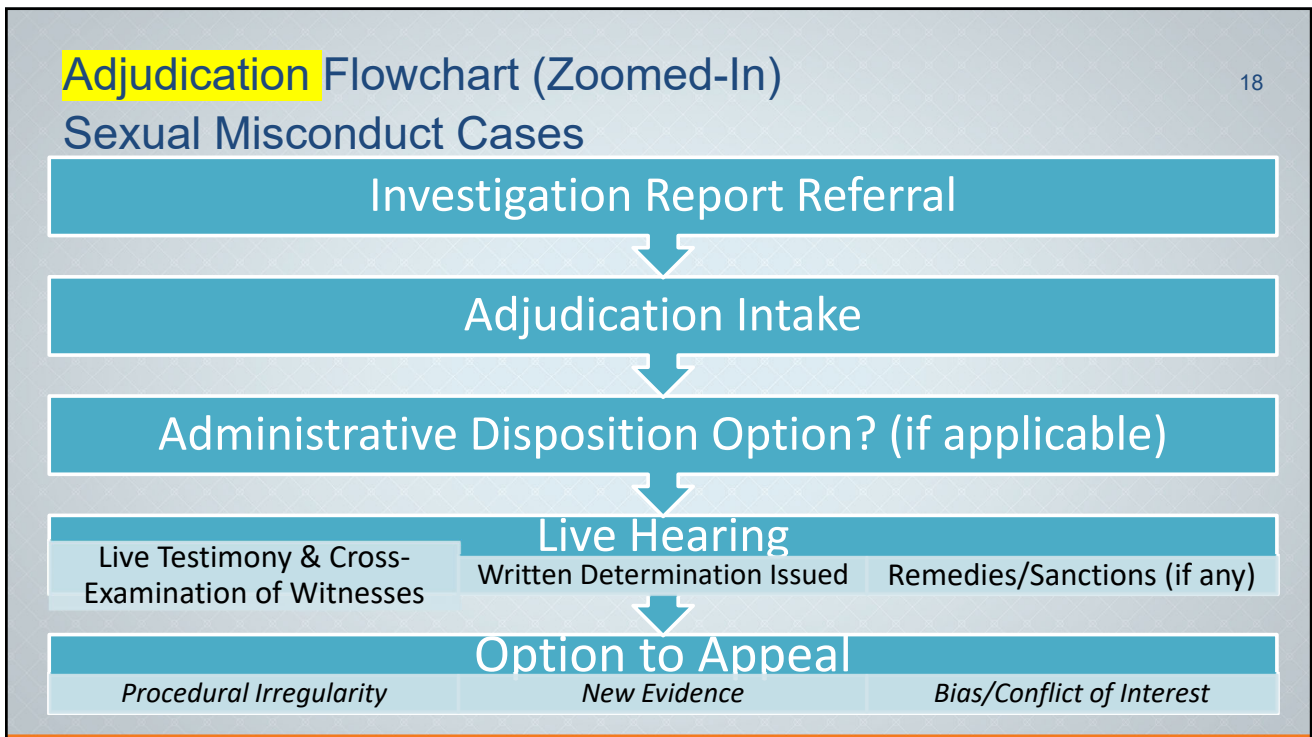 Adjudication Flowchart (Zoomed-In)
18
Sexual Misconduct Cases
Investigation Report Referral
Adjudication Intake
Administrative Disposition Option? (if applicable)
Live Hearing
Live Testimony & Cross-
Examination of Witnesses
Written Determination Issued
Remedies/Sanctions (if any)
Option to Appeal
Procedural Irregularity
New Evidence
Bias/Conflict of Interest